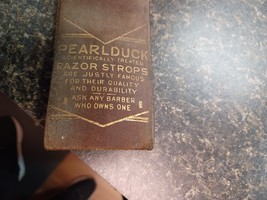 PEARLDUCK
SCIENTIFICALLY TREATED
RAZOR STROPS
ARE JUSTLY FAMOUS
FOR THEIR QUALITY
AND DURABILITY
ASK ANY BARBER
WHO OWNS ONE